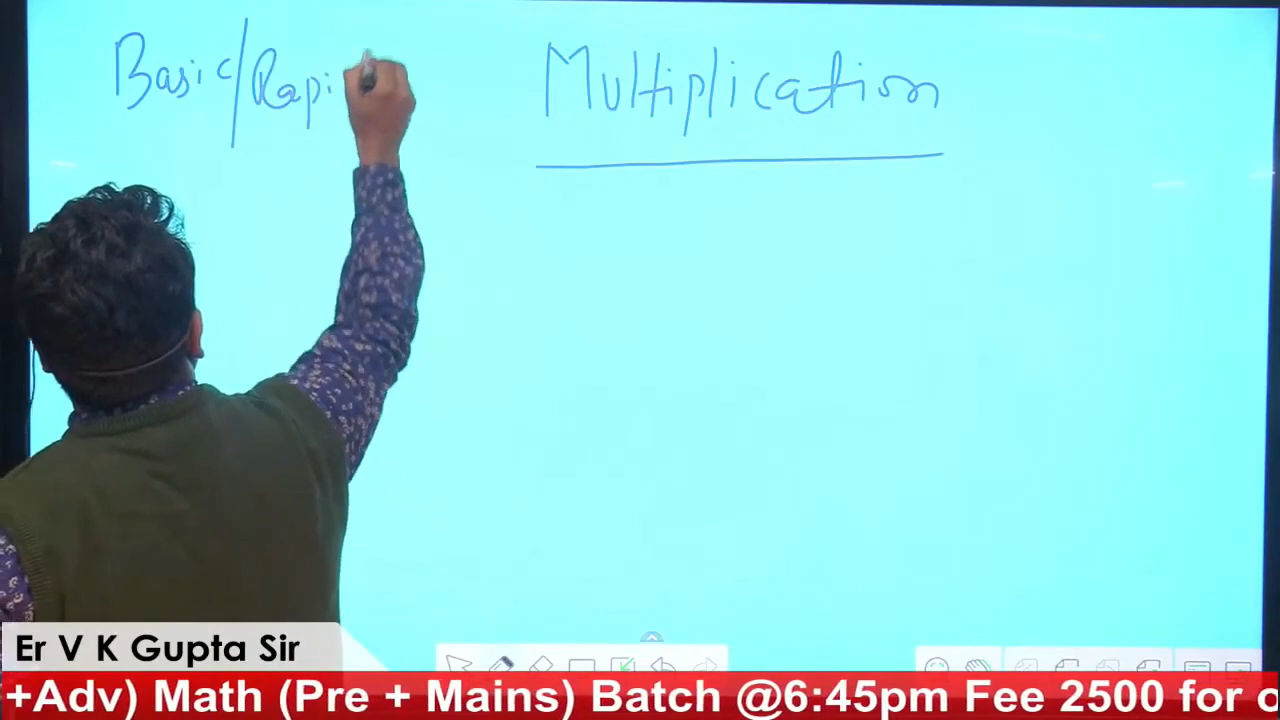 Basic/Rapi Multiplication
Er V K Gupta Sir
+Adv) Math (Pre + Mains) Batch @6:45pm Fee 2500 for